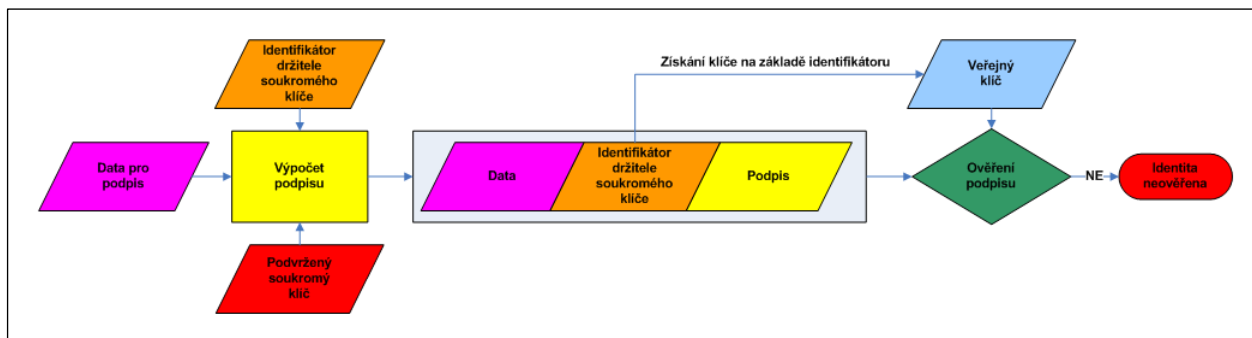 Identifikátor
držitele
soukromého
klíče
Data pro
podpis
Výpočet
podpisu
Podvržený
soukromý
klíč
Data
Identifikátor
držitele
soukromého
klíče
Podpis
Získání klíče na základě identifikátoru
Veřejný
klíč
Ověření
podpisu
NE
Identita
neověřena